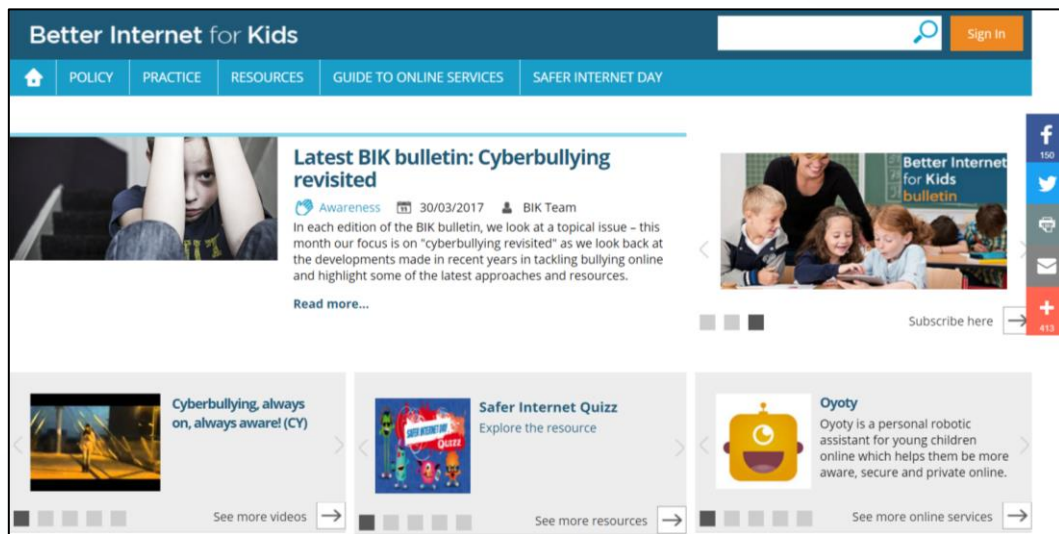 Better Internet for Kids
Sign In
POLICY PRACTICE RESOURCES GUIDE TO ONLINE SERVICES SAFER INTERNET DAY
Latest BIK bulletin: Cyberbullying
revisited
Awareness 30/03/2017 BIK Team
In each edition of the BIK bulletin, we look at a topical issue – this
month our focus is on "cyberbullying revisited" as we look back at
the developments made in recent years in tackling bullying online
and highlight some of the latest approaches and resources.
Read more...
Better Internet
for Kids
bulletin
Subscribe here
150
413
Cyberbullying, always
on, always aware! (CY)
See more videos
SAFER INTERNET DAY
QUIZZ
Safer Internet Quizz
Explore the resource
See more resources
Oyoty
Oyoty is a personal robotic
assistant for young children
online which helps them be more
aware, secure and private online.
See more online services